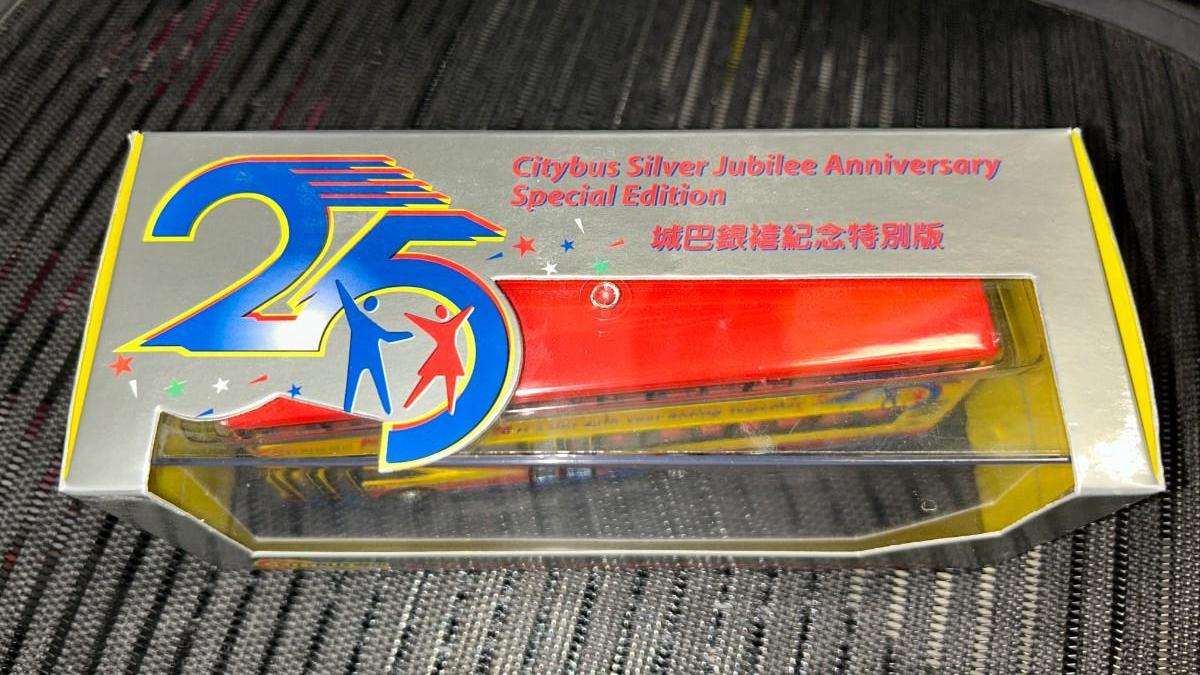 25
Citybus Silver Jubilee Anniversary
Special Edition
城巴銀禧紀念特別版